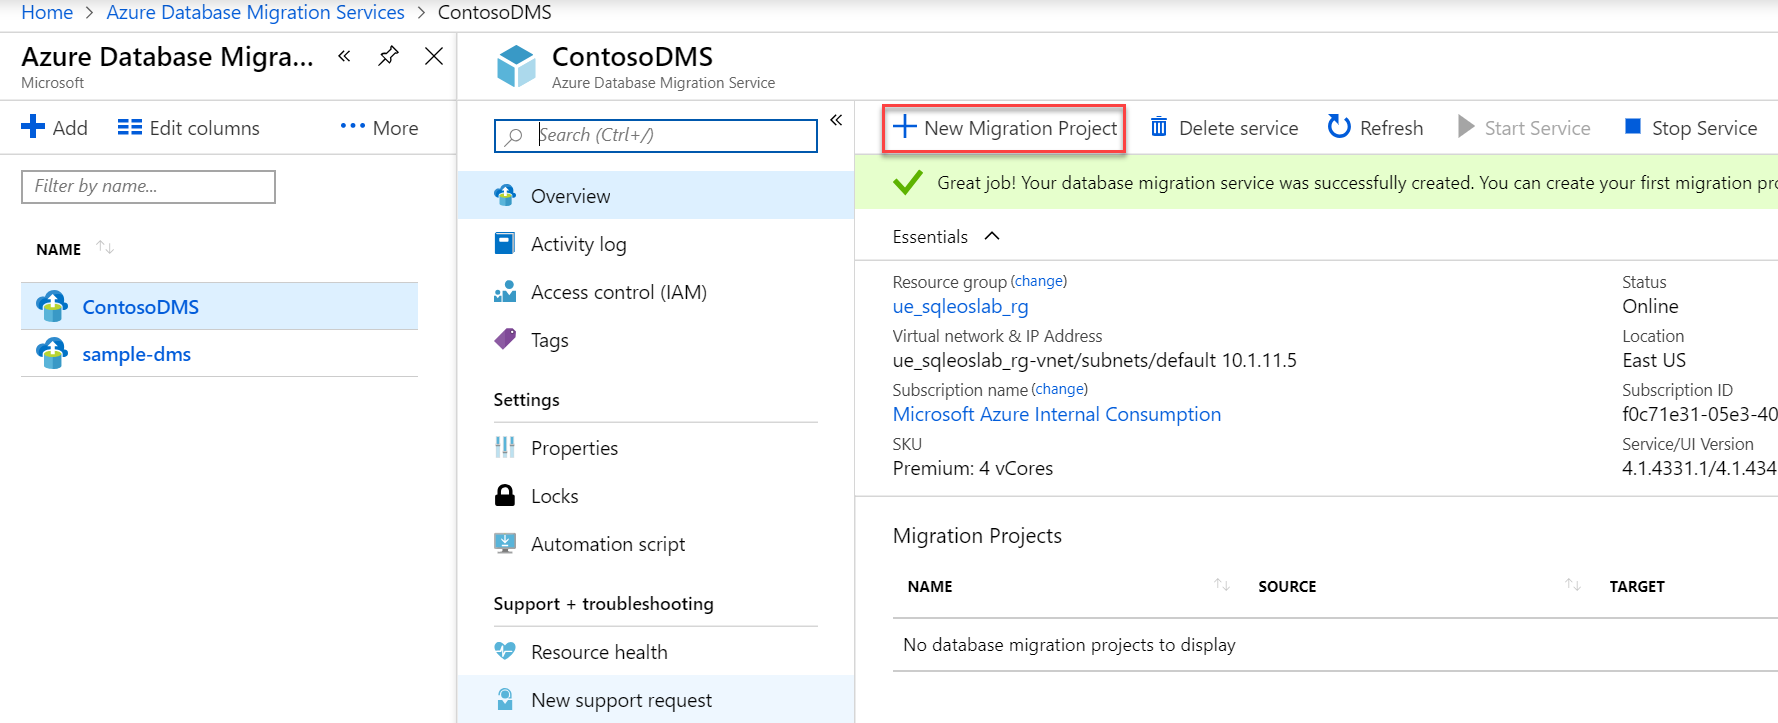 Home > Azure Database Migration Services > ContosoDMS
Azure Database Migra...
Microsoft
Add Edit columns ••• More
Filter by name...
NAME
ContosoDMS
sample-dms
ContosoDMS
Azure Database Migration Service
Search (Ctrl+/)
Overview
Activity log
Access control (IAM)
Tags
Settings
Properties
Locks
Automation script
Support + troubleshooting
Resource health
New support request
New Migration Project Delete service Refresh Start Service Stop Service
Great job! Your database migration service was successfully created. You can create your first migration pro
Essentials
Resource group (change)
ue_sqleoslab_rg
Virtual network & IP Address
ue_sqleoslab_rg-vnet/subnets/default 10.1.11.5
Subscription name (change)
Microsoft Azure Internal Consumption
SKU
Premium: 4 vCores
Status
Online
Location
East US
Subscription ID
f0c71e31-05e3-40
Service/UI Version
4.1.4331.1/4.1.434
Migration Projects
NAME SOURCE TARGET
No database migration projects to display